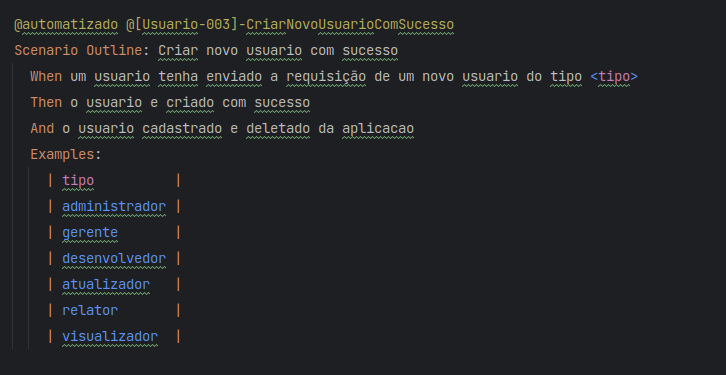 @automatizado @[Usuario-003]-CriarNovoUsuarioComSucesso
Scenario Outline: Criar novo usuario com sucesso
When um usuario tenha enviado a requisição de um novo usuario do tipo <tipo>
Then o usuario e criado com sucesso
And o usuario cadastrado e deletado da aplicacao
Examples:
| tipo |
| administrador |
| gerente |
| desenvolvedor |
| atualizador |
| relator |
| visualizador |